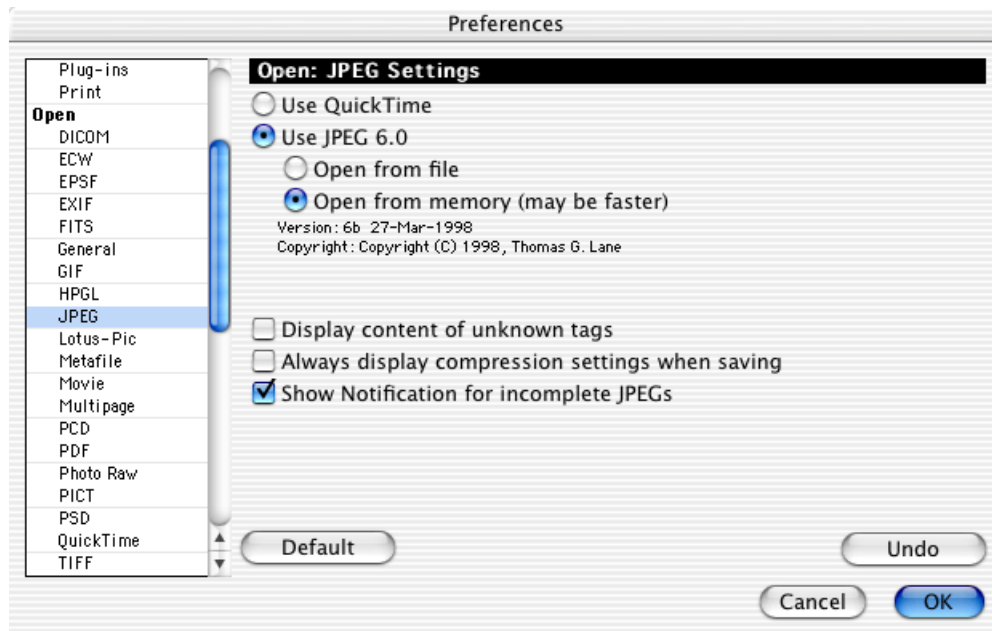 Preferences
Plug-ins
Print
Open
DICOM
ECW
EPSF
EXIF
FITS
General
GIF
HPGL
JPEG
Lotus-Pic
Metafile
Movie
Multipage
PCD
PDF
Photo Raw
PICT
PSD
QuickTime
TIFF
Open: JPEG Settings
Use QuickTime
Use JPEG 6.0
Open from file
Open from memory (may be faster)
Version: 6b 27-Mar-1998
Copyright: Copyright (C) 1998, Thomas G. Lane
Display content of unknown tags
Always display compression settings when saving
Show Notification for incomplete JPEGs
Default
Undo
Cancel
OK